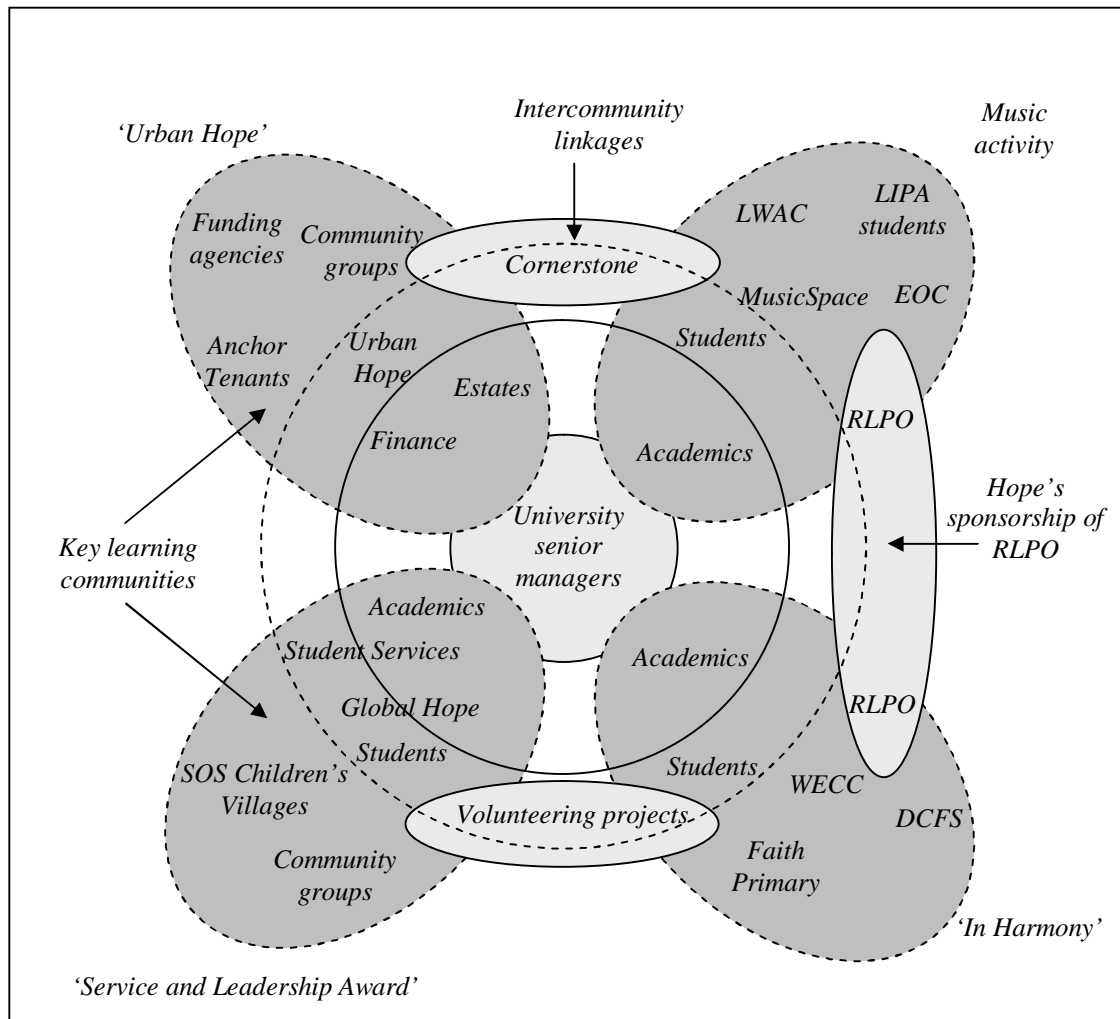 ‘Urban Hope’
Intercommunity
linkages
Music
activity
Funding
agencies
Community
groups
Cornerstone
LWAC
LIPA
students
MusicSpace
EOC
Anchor
Tenants
Urban
Hope
Estates
Students
Finance
Academics
RLPO
University
senior
managers
Key learning
communities
Hope’s
sponsorship of
RLPO
Academics
Student Services
Global Hope
Students
SOS Children’s
Villages
Community
groups
Academics
RLPO
Students
WECC
DCFS
Volunteering projects
Faith
Primary
‘In Harmony’
‘Service and Leadership Award’